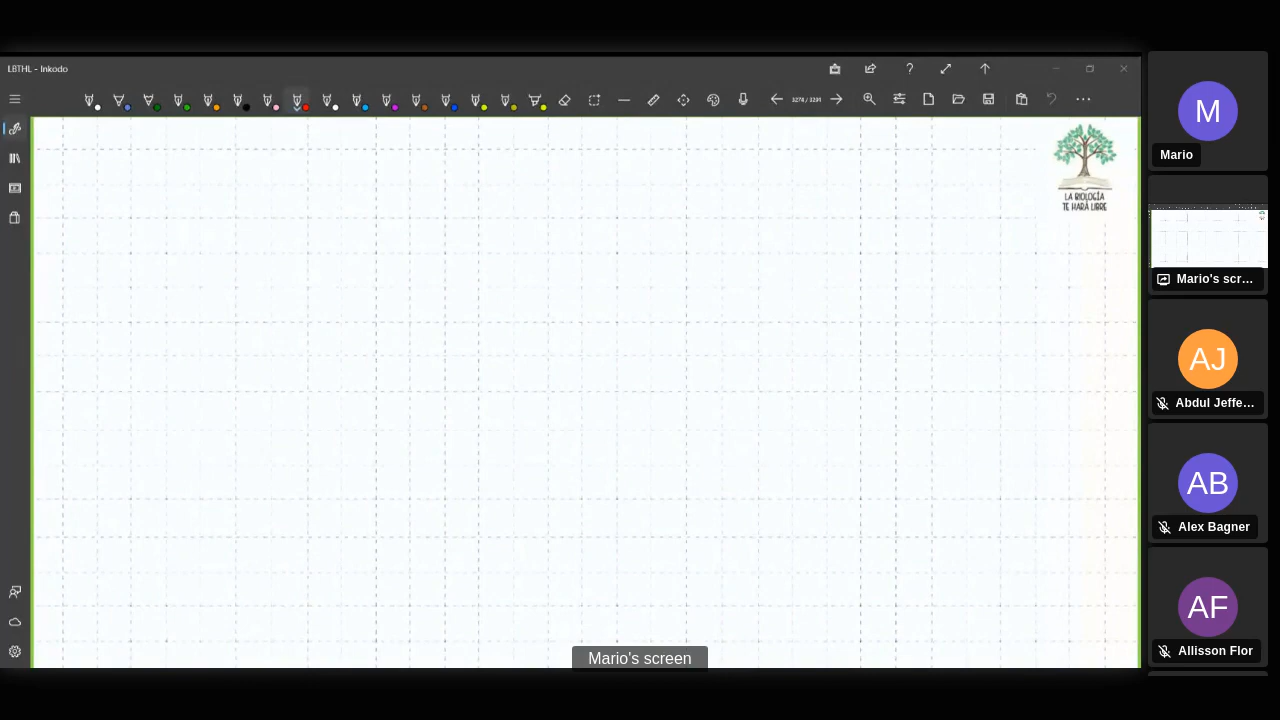 LBTHL - Inkodo
3278 / 3291
LA BIOLOGÍA
TE HARÁ LIBRE
Mario's screen
M
Mario
Mario's scr...
AJ
Abdul Jeffe...
AB
Alex Bagner
AF
Allisson Flor